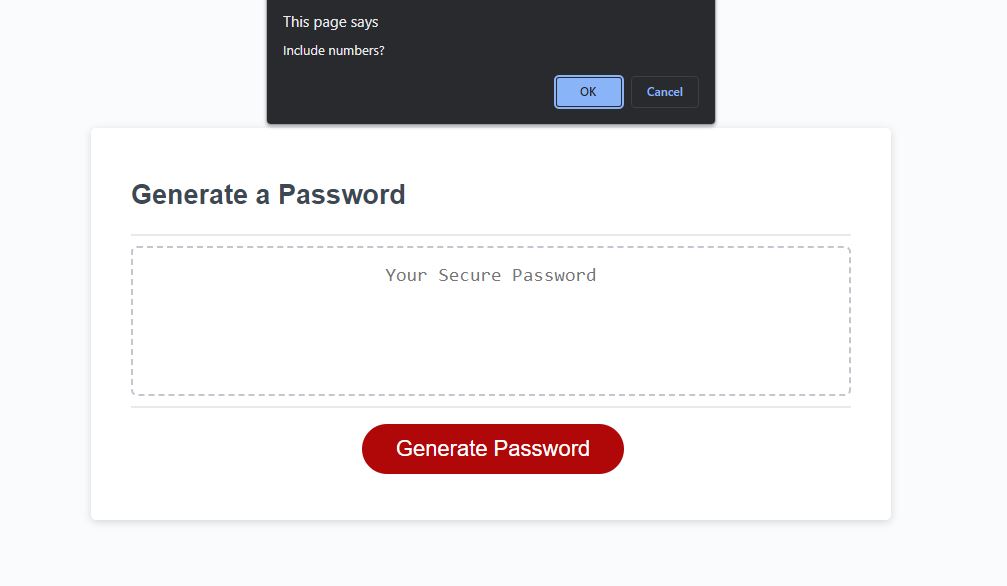 This page says
Include numbers?
OK Cancel
Generate a Password
Your Secure Password
Generate Password